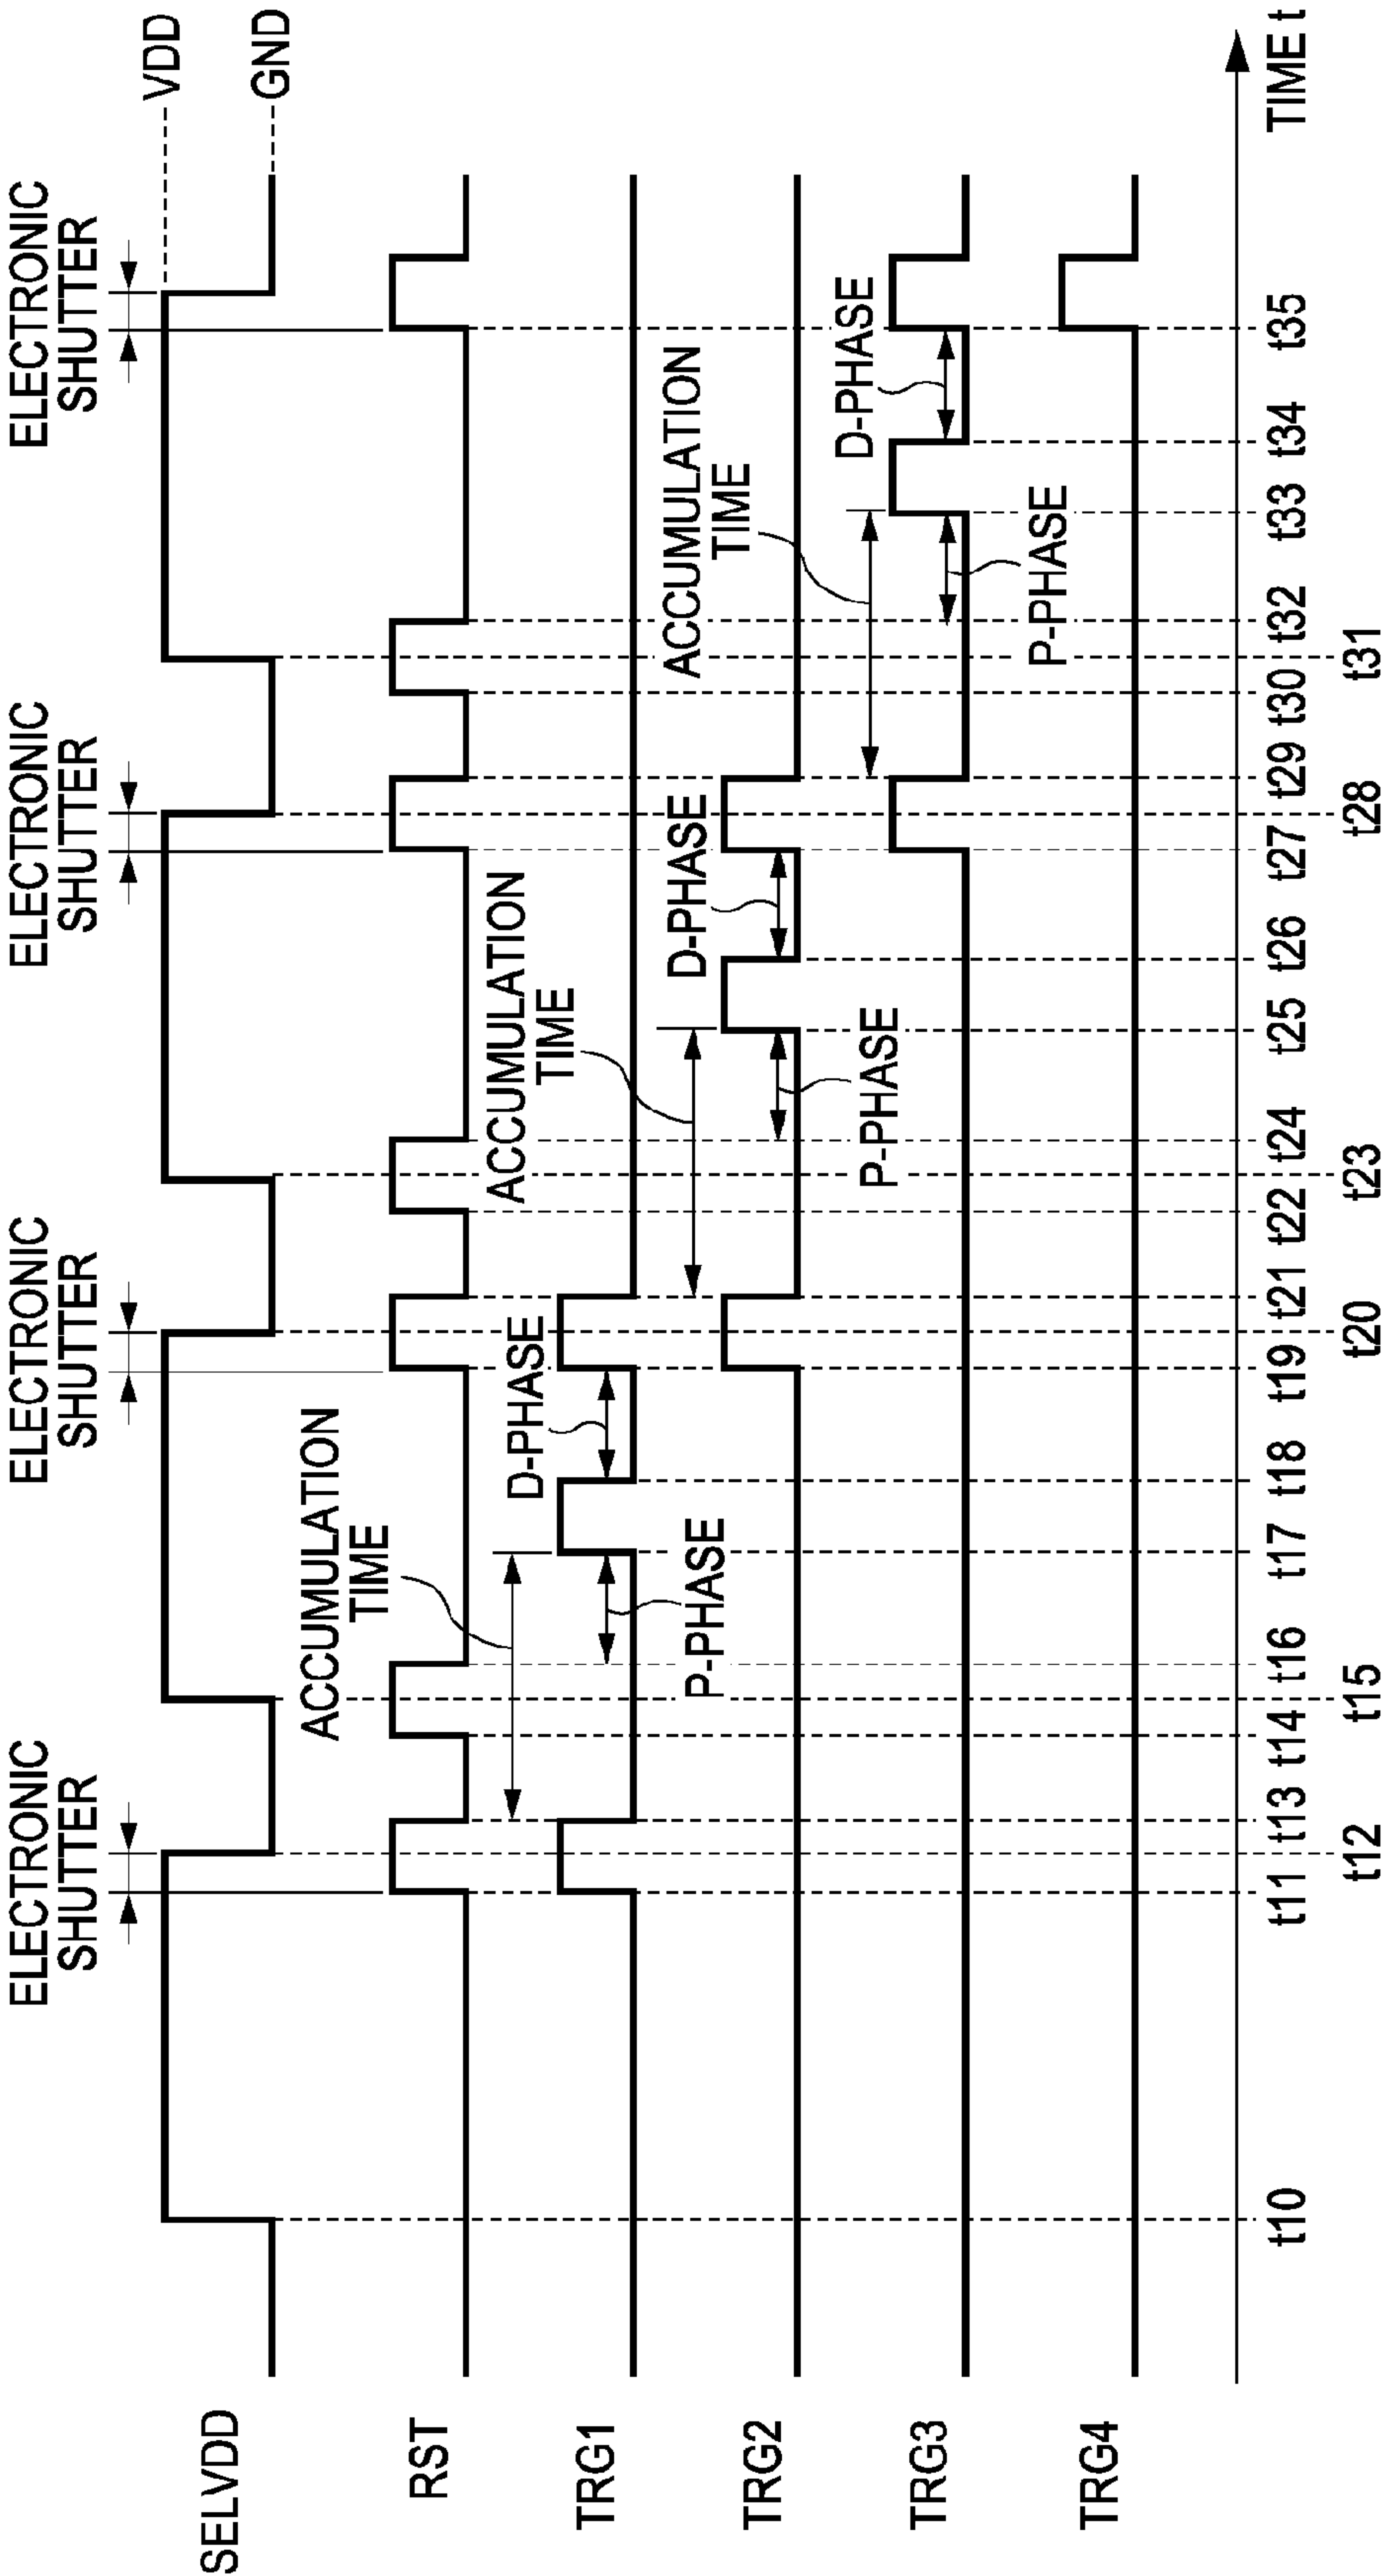 ELECTRONIC
SHUTTER
ELECTRONIC
SHUTTER
ELECTRONIC
SHUTTER
ELECTRONIC
SHUTTER
VDD
GND
SELVDD
RST
ACCUMULATION
TIME
TRG1
D-PHASE
P-PHASE
ACCUMULATION
TIME
TRG2
D-PHASE
P-PHASE
ACCUMULATION
TIME
TRG3
D-PHASE
P-PHASE
TRG4
t10 t11 t13 t14 t16 t17 t18 t19 t21 t22 t24 t25 t26 t27 t29 t30 t32 t33 t34 t35 TIME t
t12 t15 t20 t23 t28 t31